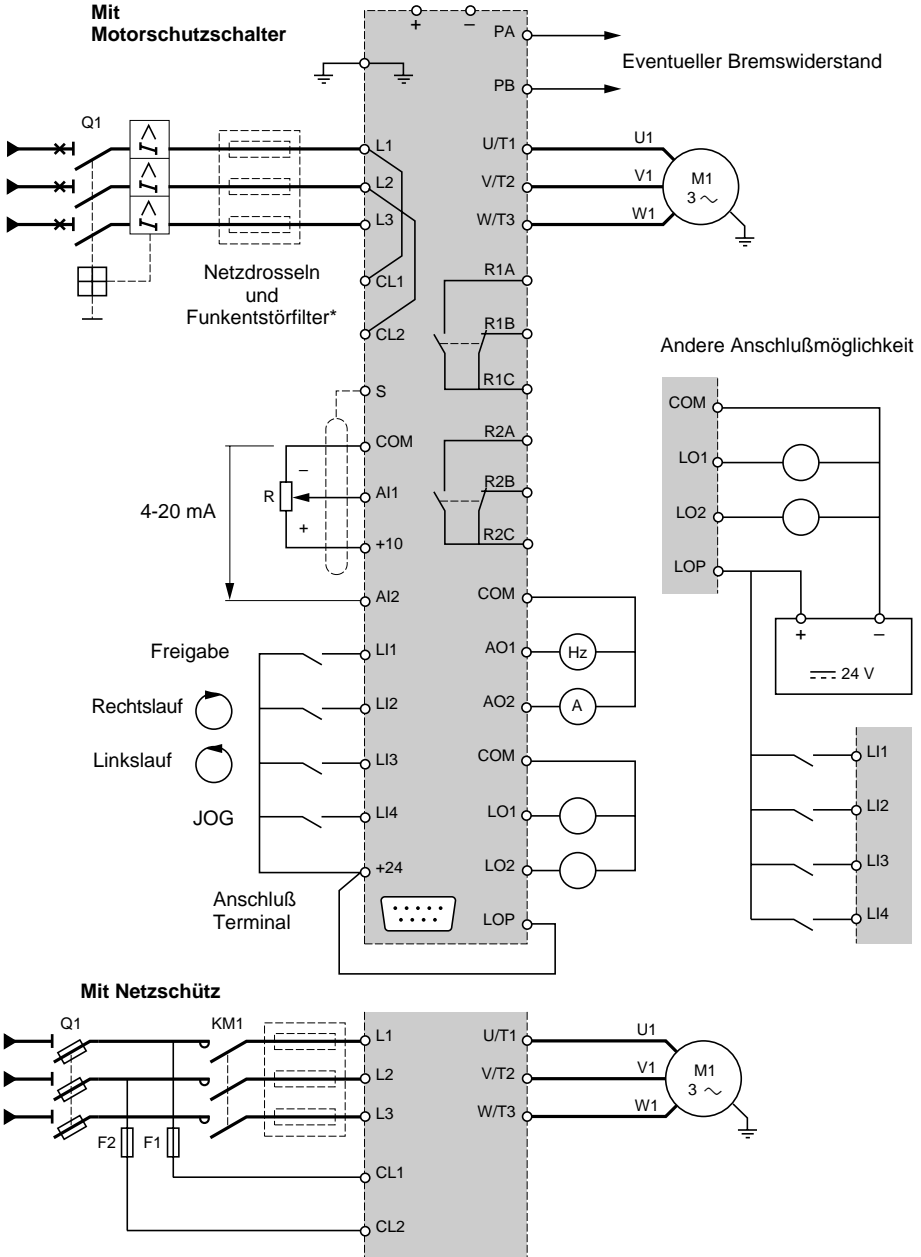 Mit
Motorschutzschalter
+ −
PA
Eventueller Bremswiderstand
PB
Q1
L1 U/T1 U1
L2 V/T2 V1 M1
3 ~
L3 W/T3 W1
Netzdrosseln
und
Funkentstörfilter*
CL1 R1A
CL2 R1B
R1C
Andere Anschlußmöglichkeit
S
COM
4-20 mA
R
−
+
AI1
+10
AI2
R2A
R2B
R2C
COM
AO1 Hz
AO2 A
COM
LO1
LO2
LOP
Freigabe LI1
Rechtslauf LI2
Linkslauf LI3
JOG LI4
+24
Anschluß
Terminal
COM
LO1
LO2
LOP
+ −
24 V
LI1
LI2
LI3
LI4
Mit Netzschütz
Q1 KM1
L1 U/T1 U1
L2 V/T2 V1 M1
3 ~
L3 W/T3 W1
F2 F1
CL1
CL2